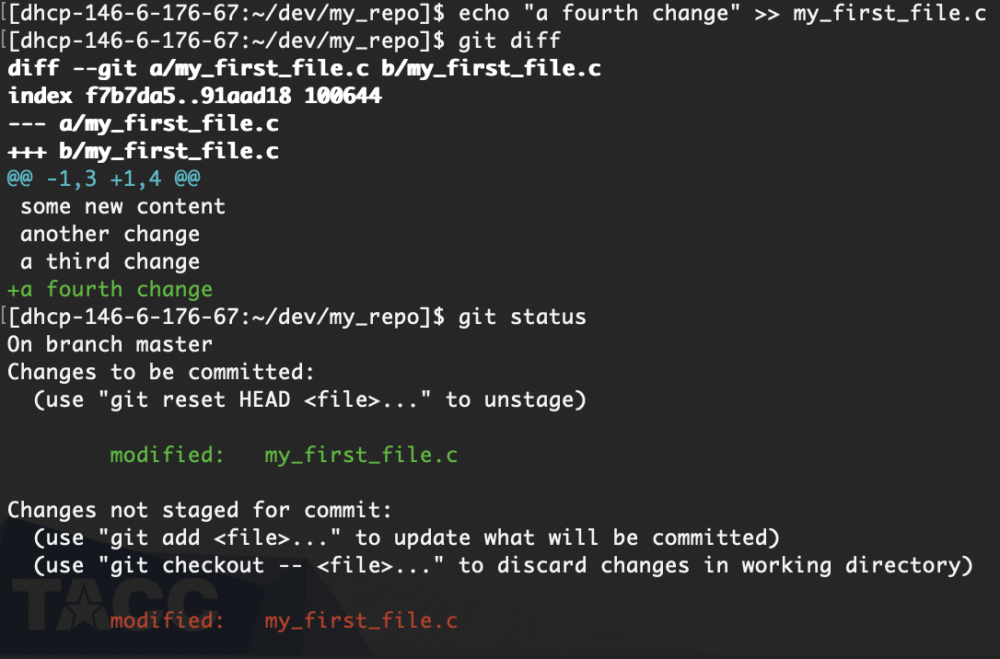 [[dhcp-146-6-176-67:~/dev/my_repo]$ echo "a fourth change" >> my_first_file.c
[[dhcp-146-6-176-67:~/dev/my_repo]$ git diff
diff --git a/my_first_file.c b/my_first_file.c
index f7b7da5..91aad18 100644
--- a/my_first_file.c
+++ b/my_first_file.c
@@ -1,3 +1,4 @@
 some new content
 another change
 a third change
+a fourth change
[[dhcp-146-6-176-67:~/dev/my_repo]$ git status
On branch master
Changes to be committed:
  (use "git reset HEAD <file>..." to unstage)
        modified:   my_first_file.c
Changes not staged for commit:
  (use "git add <file>..." to update what will be committed)
  (use "git checkout -- <file>..." to discard changes in working directory)
TACC
        modified:   my_first_file.c